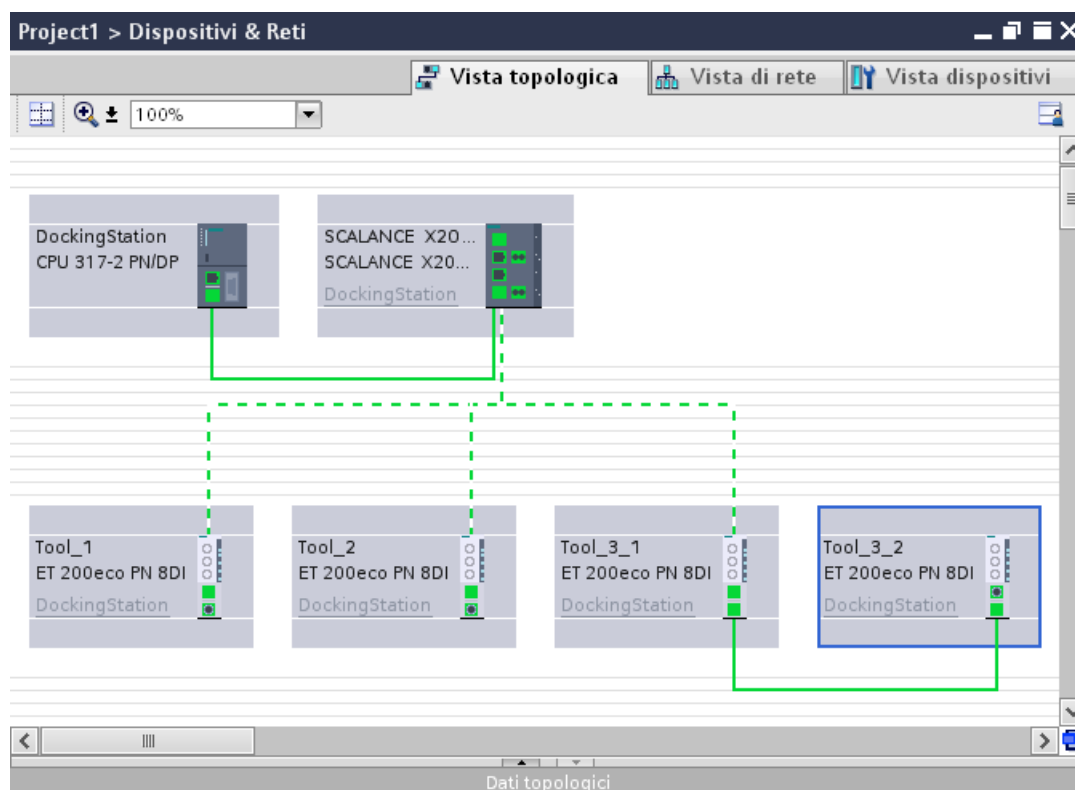 Project1 > Dispositivi & Reti
Vista topologica
Vista di rete
Vista dispositivi
100%
DockingStation
CPU 317-2 PN/DP
SCALANCE X20...
SCALANCE X20...
DockingStation
Tool_1
ET 200eco PN 8DI
DockingStation
Tool_2
ET 200eco PN 8DI
DockingStation
Tool_3_1
ET 200eco PN 8DI
DockingStation
Tool_3_2
ET 200eco PN 8DI
DockingStation
Dati topologici